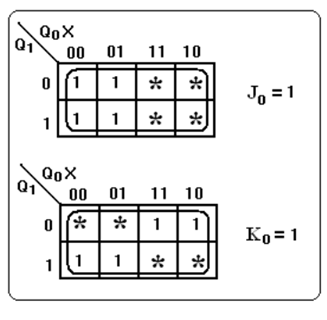 Q₀X
Q₁
00 01 11 10
0 1 1 * *
J₀ = 1
1 1 1 * *
Q₀X
Q₁
00 01 11 10
0 * * 1 1
K₀ = 1
1 1 1 * *